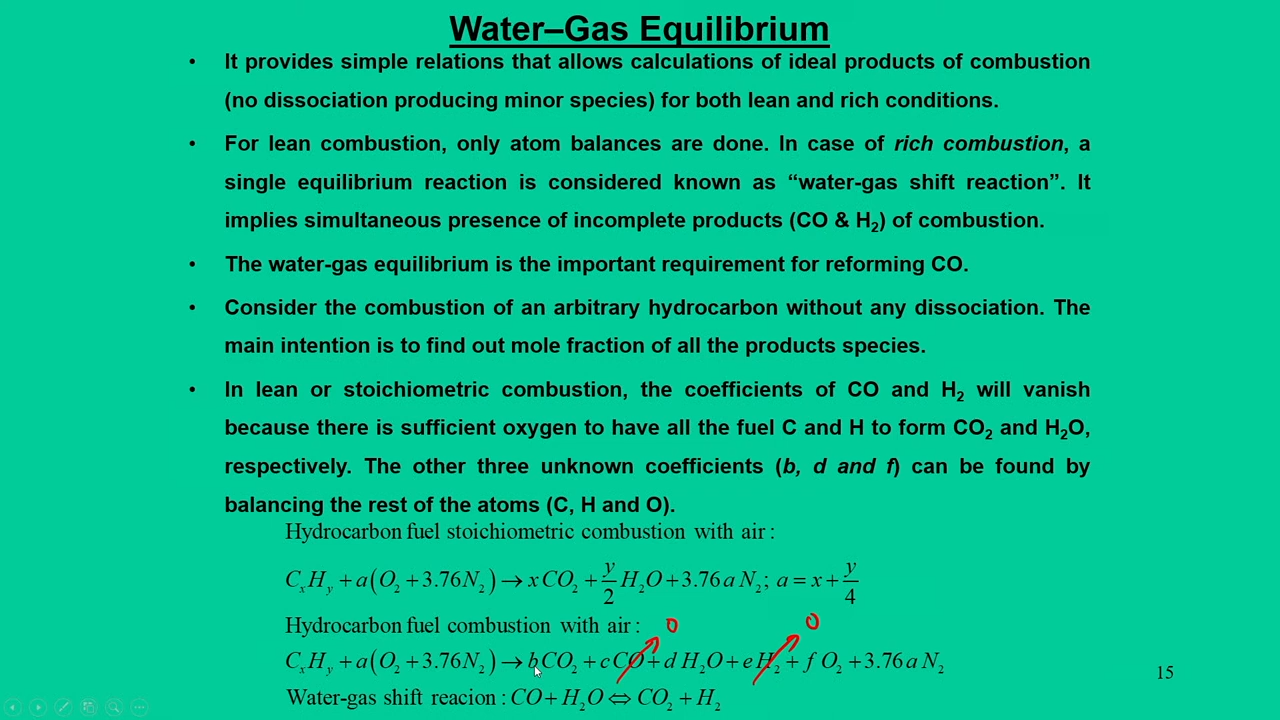 Water–Gas Equilibrium
• It provides simple relations that allows calculations of ideal products of combustion
(no dissociation producing minor species) for both lean and rich conditions.
• For lean combustion, only atom balances are done. In case of rich combustion, a
single equilibrium reaction is considered known as “water-gas shift reaction”. It
implies simultaneous presence of incomplete products (CO & H₂) of combustion.
• The water-gas equilibrium is the important requirement for reforming CO.
• Consider the combustion of an arbitrary hydrocarbon without any dissociation. The
main intention is to find out mole fraction of all the products species.
• In lean or stoichiometric combustion, the coefficients of CO and H₂ will vanish
because there is sufficient oxygen to have all the fuel C and H to form CO₂ and H₂O,
respectively. The other three unknown coefficients (b, d and f) can be found by
balancing the rest of the atoms (C, H and O).
Hydrocarbon fuel stoichiometric combustion with air :
CₓHᵧ + a(O₂ + 3.76N₂) → xCO₂ + y/2 H₂O + 3.76a N₂; a = x + y/4
Hydrocarbon fuel combustion with air : 0 0
CₓHᵧ + a(O₂ + 3.76N₂) → bCO₂ + cCO + d H₂O + eH₂ + f O₂ + 3.76a N₂
15
Water-gas shift reacion : CO + H₂O ⇔ CO₂ + H₂